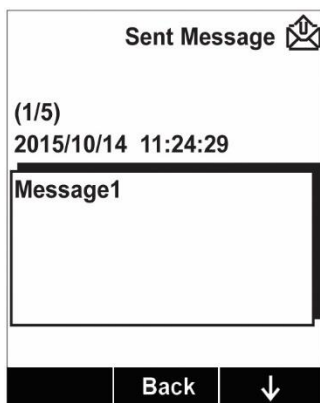 Sent Message
(1/5)
2015/10/14 11:24:29
Message1
Back ↓